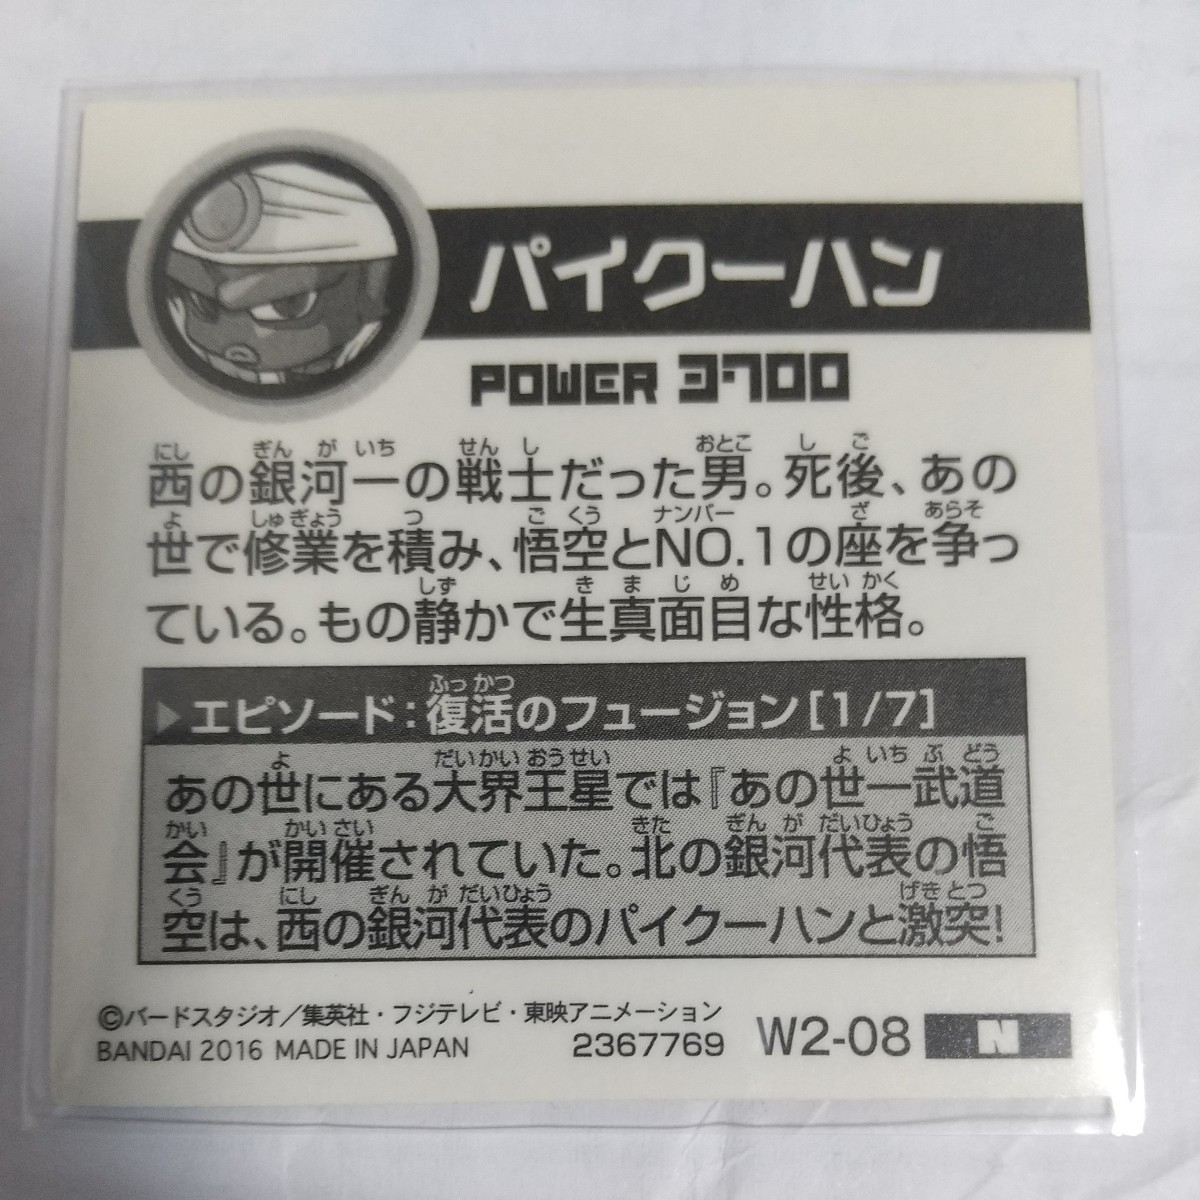 パイクーハン
POWER 3700
西の銀河一の戦士だった男。死後、あの
世で修業を積み、悟空とNO.1の座を争っ
ている。もの静かで生真面目な性格。
エピソード:復活のフュージョン[1/7]
あの世にある大界王星では『あの世一武道
会』が開催されていた。北の銀河代表の悟
空は、西の銀河代表のパイクーハンと激突!
©バードスタジオ/集英社・フジテレビ・東映アニメーション
BANDAI 2016 MADE IN JAPAN 2367769 W2-08 N